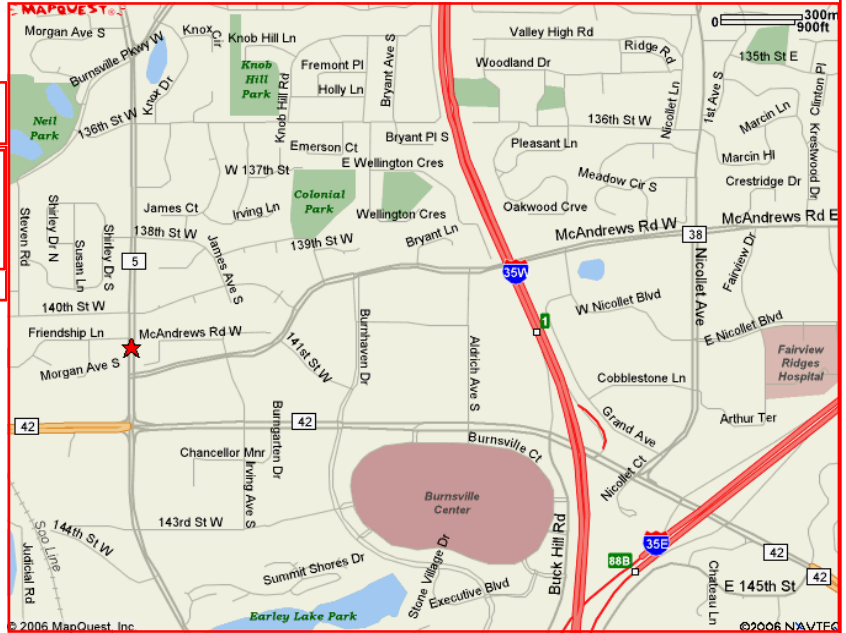 MAPQUEST
300m
0
900ft
Morgan Ave S
Knox Cir
Knob Hill Ln
Valley High Rd
Ridge Rd
135th St E
Burnsville Pkwy W
Knob
Hill
Park
Fremont Pl
Woodland Dr
Holly Ln
Bryant Ave S
Knob Hill Rd
Knox Dr
Nicollet Ln
1st Ave S
Clinton Pl
Neil
Park
136th St W
136th St W
Marcin Ln
Bryant Pl S
Pleasant Ln
Emerson Ct
E Wellington Cres
Marcin Hl
Krestwood Dr
W 137th St
Meadow Cir S
Crestridge Dr
Colonial
Park
James Ct
Irving Ln
Wellington Cres
Oakwood Crve
McAndrews Rd E
Steven Rd
Shirley Dr N
Susan Ln
Shirley Dr S
138th St W
139th St W
Bryant Ln
McAndrews Rd W
38
James Ave S
5
35W
Nicollet Ave
Fairview Dr
140th St W
W Nicollet Blvd
1
E Nicollet Blvd
Friendship Ln
McAndrews Rd W
Burnhaven Dr
141st St W
Aldrich Ave S
Fairview
Ridges
Hospital
Morgan Ave S
Cobblestone Ln
Burngarten Dr
Grand Ave
Arthur Ter
42
42
Burnsville Ct
Chancellor Mnr
Irving Ave S
Nicollet Ct
Burnsville
Center
143rd St W
144th St W
Soo Line
Buck Hill Rd
35E
88B
42
42
Judicial Rd
Summit Shores Dr
Stone Village Dr
Executive Blvd
Chateau Ln
E 145th St
Earley Lake Park
© 2006 MapQuest, Inc.
©2006 NAVTEQ